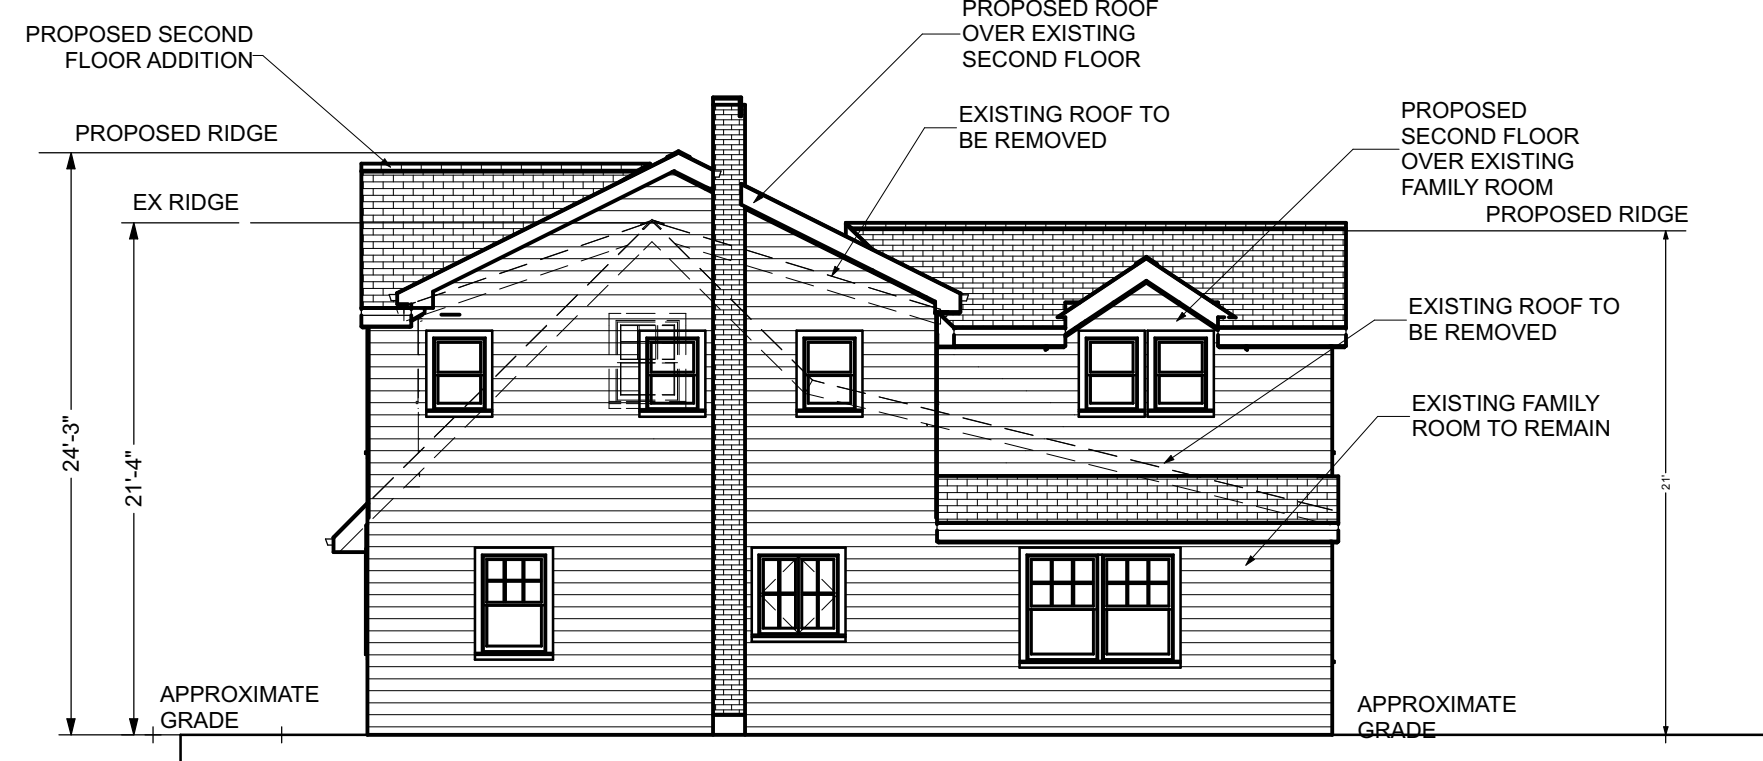 PROPOSED SECOND
FLOOR ADDITION
PROPOSED ROOF
OVER EXISTING
SECOND FLOOR
PROPOSED RIDGE
EXISTING ROOF TO
BE REMOVED
PROPOSED
SECOND FLOOR
OVER EXISTING
FAMILY ROOM
EX RIDGE
PROPOSED RIDGE
EXISTING ROOF TO
BE REMOVED
EXISTING FAMILY
ROOM TO REMAIN
24'-3"
21'-4"
21'
APPROXIMATE
GRADE
APPROXIMATE
GRADE